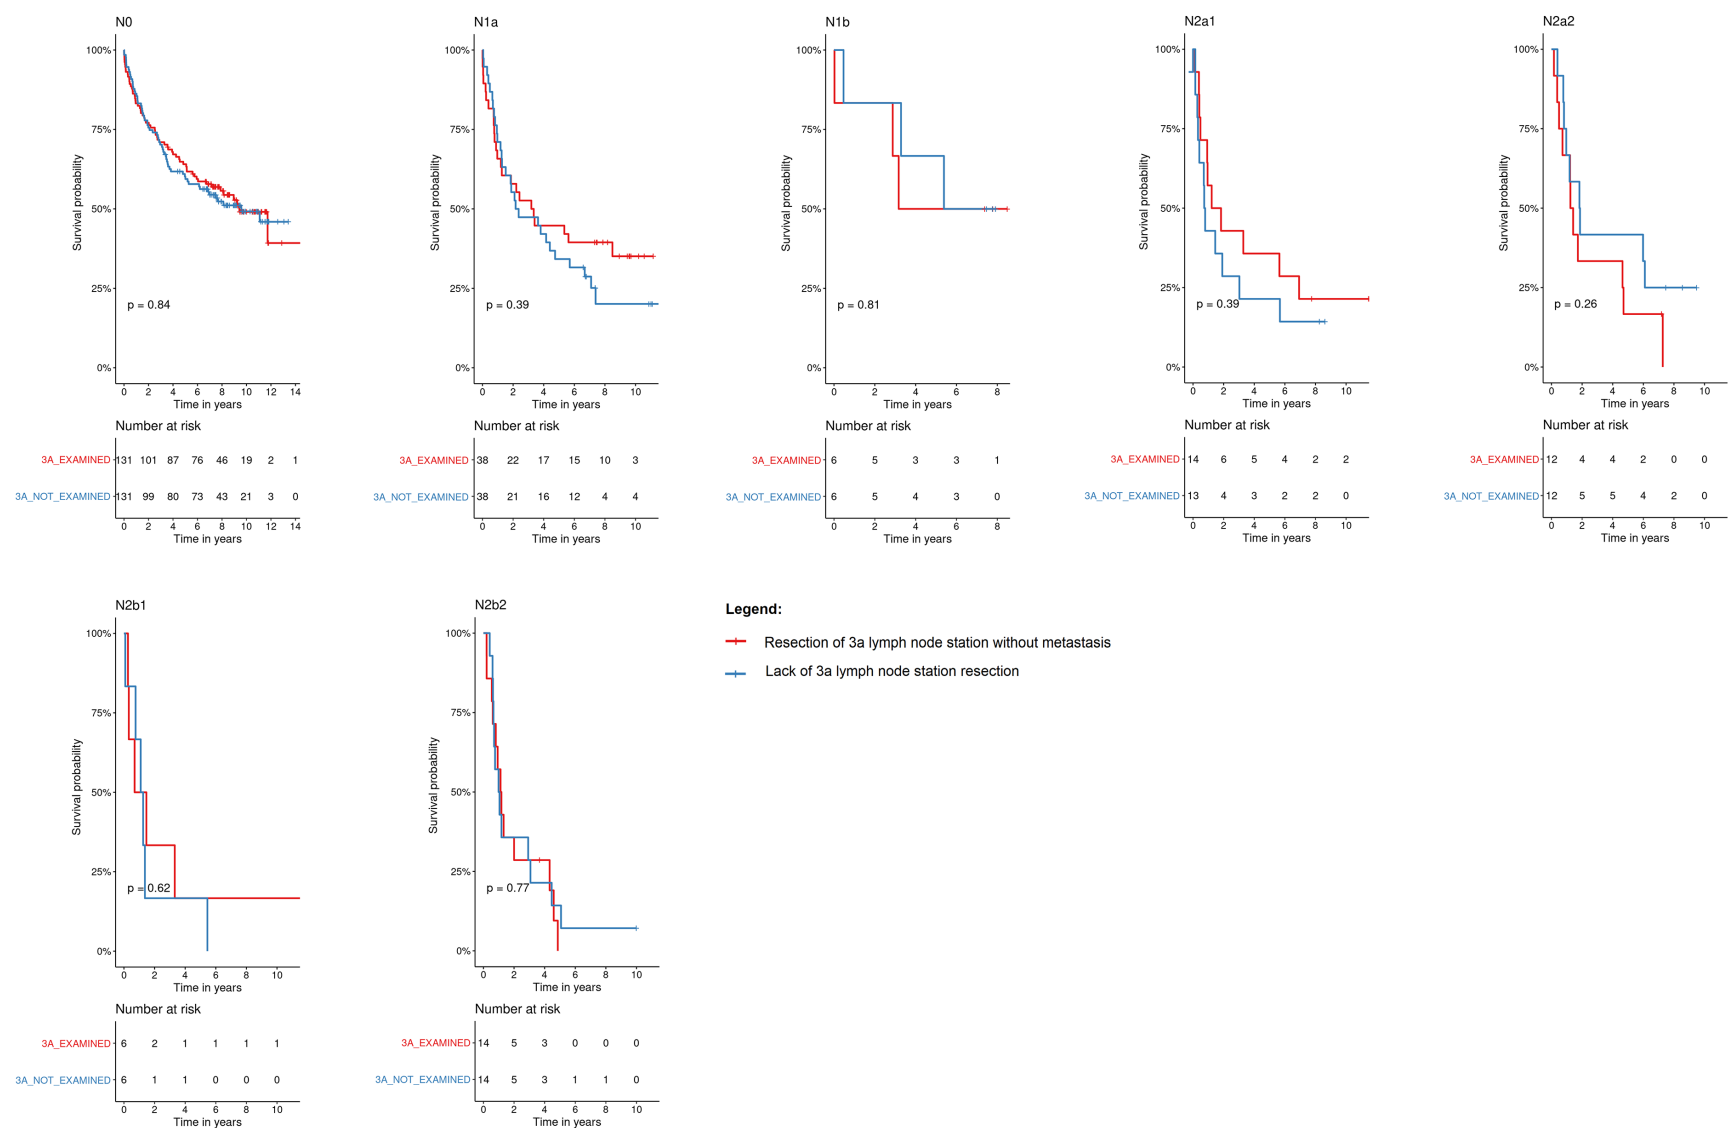 N0
Survival probability
100%
75%
50%
25%
0%
p = 0.84
0 2 4 6 8 10 12 14
Time in years
Number at risk
3A_EXAMINED 131 101 87 76 46 19 2 1
3A_NOT_EXAMINED 131 99 80 73 43 21 3 0
0 2 4 6 8 10 12 14
Time in years
N1a
Survival probability
100%
75%
50%
25%
0%
p = 0.39
0 2 4 6 8 10
Time in years
Number at risk
3A_EXAMINED 38 22 17 15 10 3
3A_NOT_EXAMINED 38 21 16 12 4 4
0 2 4 6 8 10
Time in years
N1b
Survival probability
100%
75%
50%
25%
0%
p = 0.81
0 2 4 6 8
Time in years
Number at risk
3A_EXAMINED 6 5 3 3 1
3A_NOT_EXAMINED 6 5 4 3 0
0 2 4 6 8
Time in years
N2a1
Survival probability
100%
75%
50%
25%
0%
p = 0.39
0 2 4 6 8 10
Time in years
Number at risk
3A_EXAMINED 14 6 5 4 2 2
3A_NOT_EXAMINED 13 4 3 2 2 0
0 2 4 6 8 10
Time in years
N2a2
Survival probability
100%
75%
50%
25%
0%
p = 0.26
0 2 4 6 8 10
Time in years
Number at risk
3A_EXAMINED 12 4 4 2 0 0
3A_NOT_EXAMINED 12 5 5 4 2 0
0 2 4 6 8 10
Time in years
N2b1
Survival probability
100%
75%
50%
25%
0%
p = 0.62
0 2 4 6 8 10
Time in years
Number at risk
3A_EXAMINED 6 2 1 1 1 1
3A_NOT_EXAMINED 6 1 1 0 0 0
0 2 4 6 8 10
Time in years
N2b2
Survival probability
100%
75%
50%
25%
0%
p = 0.77
0 2 4 6 8 10
Time in years
Number at risk
3A_EXAMINED 14 5 3 0 0 0
3A_NOT_EXAMINED 14 5 3 1 1 0
0 2 4 6 8 10
Time in years
Legend:
Resection of 3a lymph node station without metastasis
Lack of 3a lymph node station resection